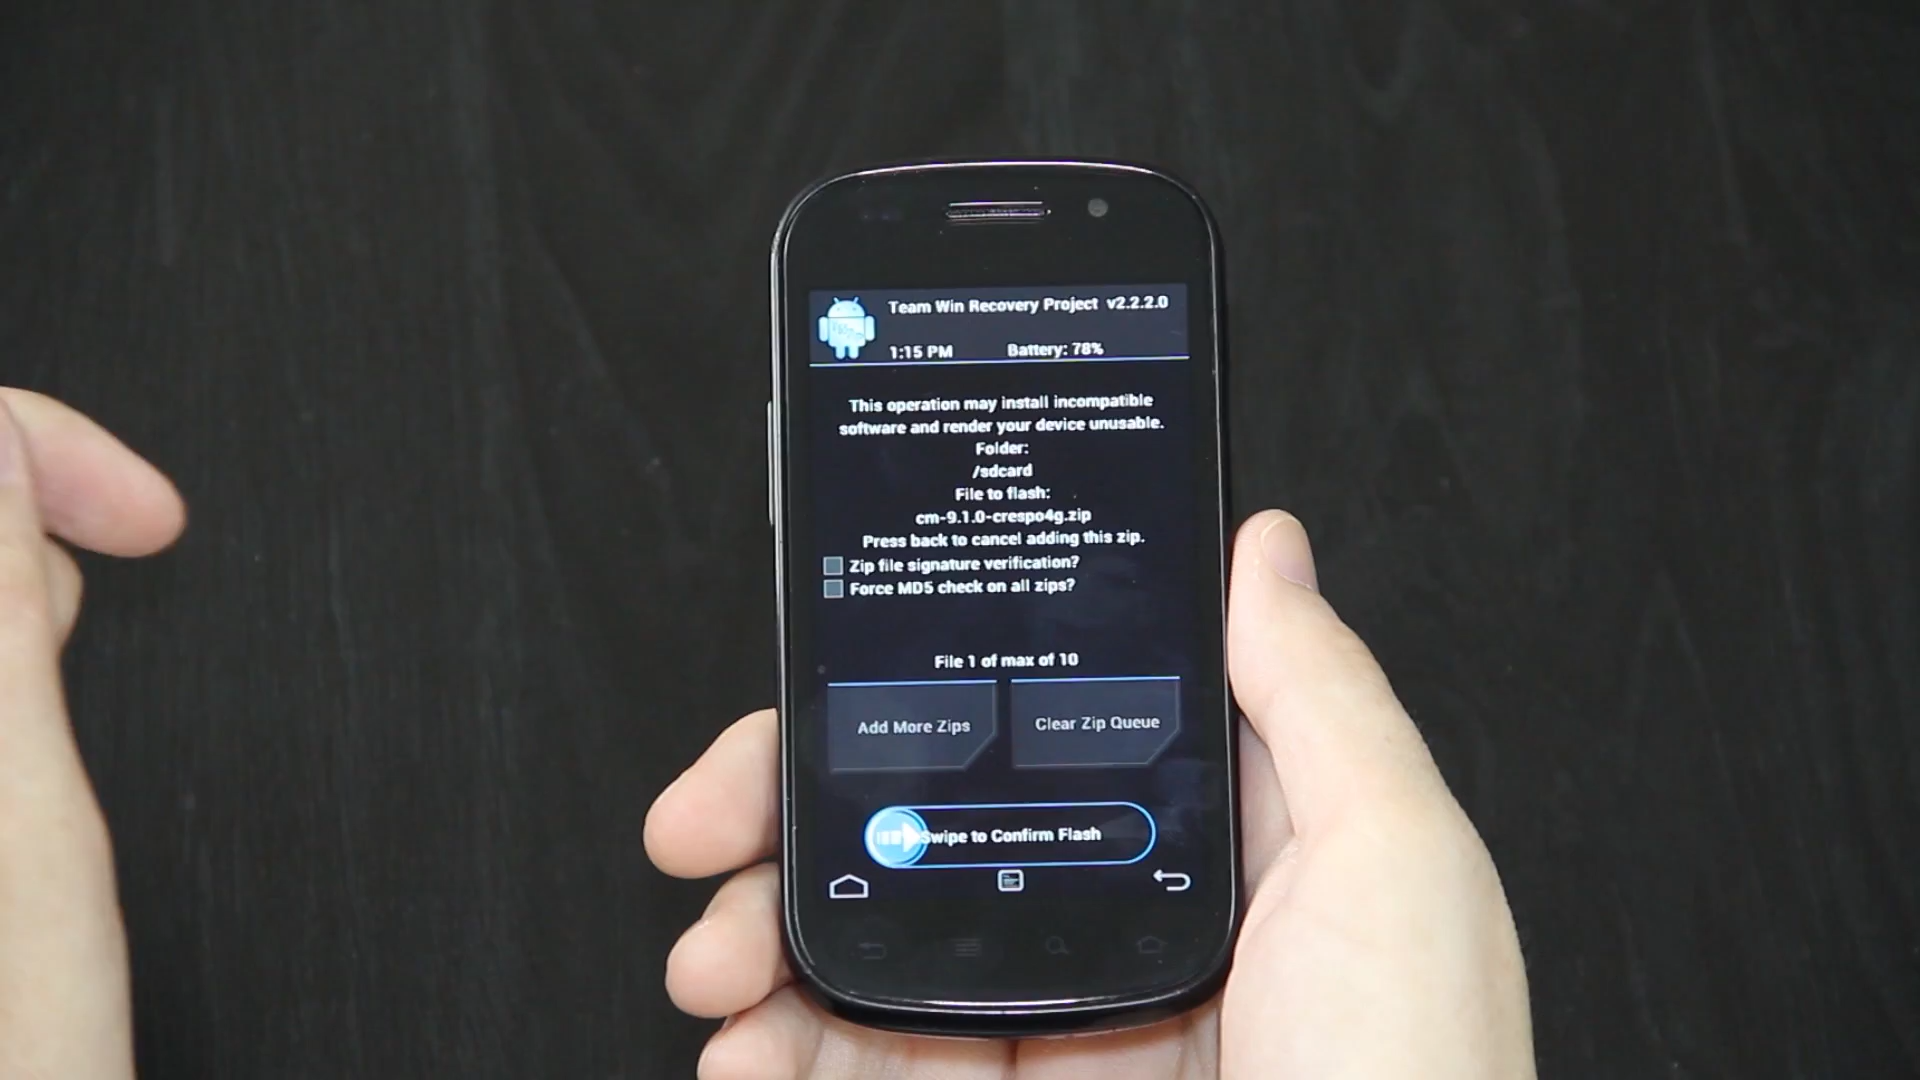 Team Win Recovery Project v2.2.2.0
1:15 PM Battery: 78%
This operation may install incompatible
software and render your device unusable.
Folder:
/sdcard
File to flash:
cm-9.1.0-crespo4g.zip
Press back to cancel adding this zip.
Zip file signature verification?
Force MD5 check on all zips?
File 1 of max of 10
Add More Zips
Clear Zip Queue
Swipe to Confirm Flash